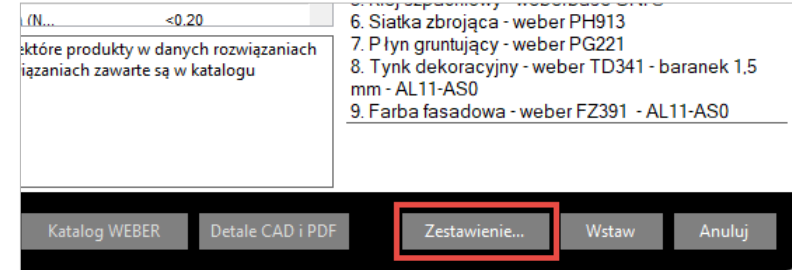 (N... <0.20
które produkty w danych rozwiązaniach
iązaniach zawarte są w katalogu
6. Siatka zbrojąca - weber PH913
7. Płyn gruntujący - weber PG221
8. Tynk dekoracyjny - weber TD341 - baranek 1,5
mm - AL11-AS0
9. Farba fasadowa - weber FZ391 - AL11-AS0
Katalog WEBER Detale CAD i PDF Zestawienie... Wstaw Anuluj